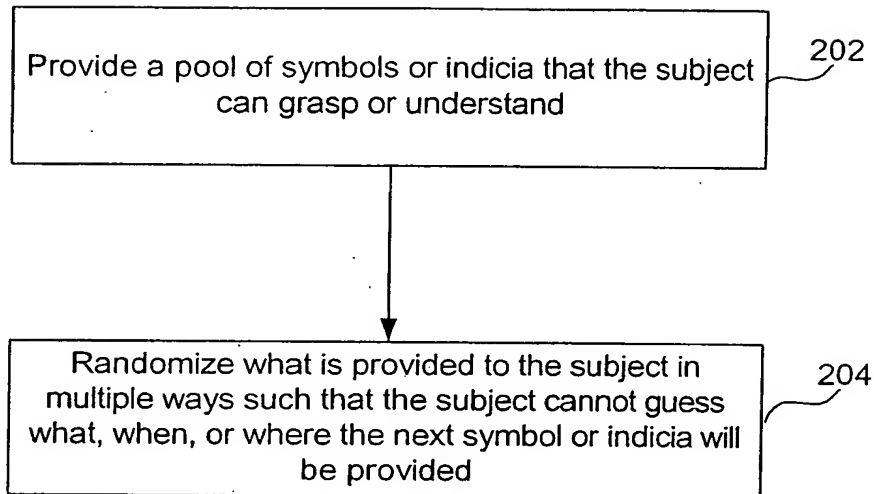 Provide a pool of symbols or indicia that the subject
can grasp or understand
202
Randomize what is provided to the subject in
multiple ways such that the subject cannot guess
what, when, or where the next symbol or indicia will
be provided
204